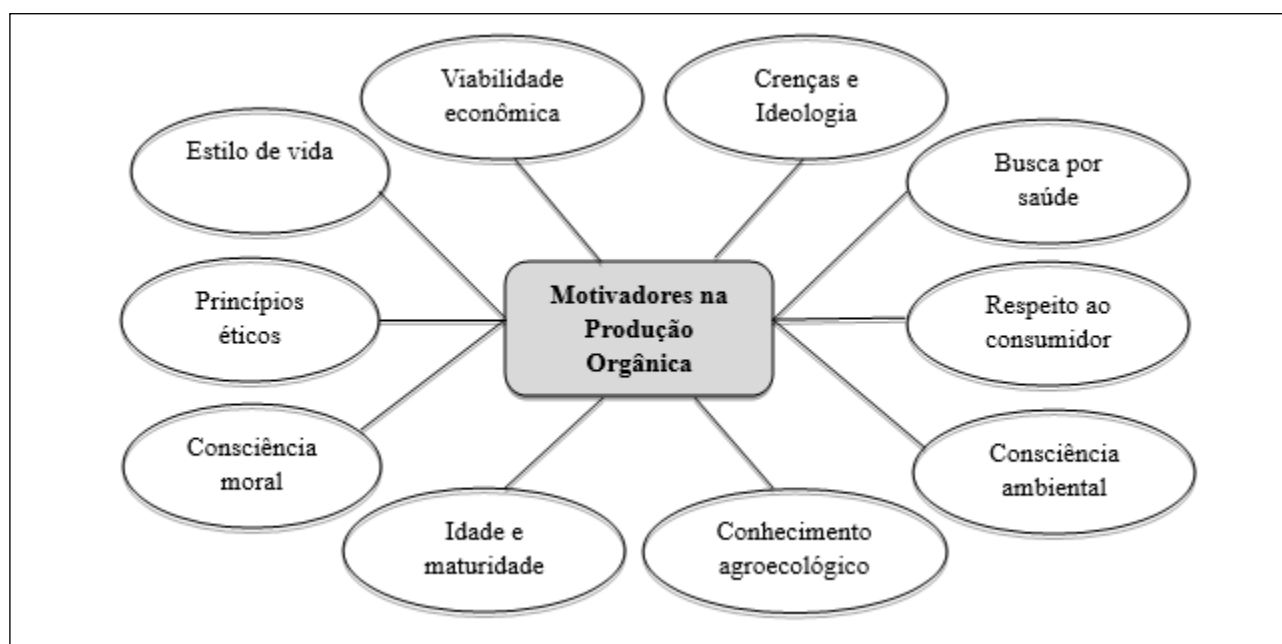 Viabilidade
econômica
Crenças e
Ideologia
Estilo de vida
Busca por
saúde
Princípios
éticos
Motivadores na
Produção
Orgânica
Respeito ao
consumidor
Consciência
moral
Consciência
ambiental
Idade e
maturidade
Conhecimento
agroecológico